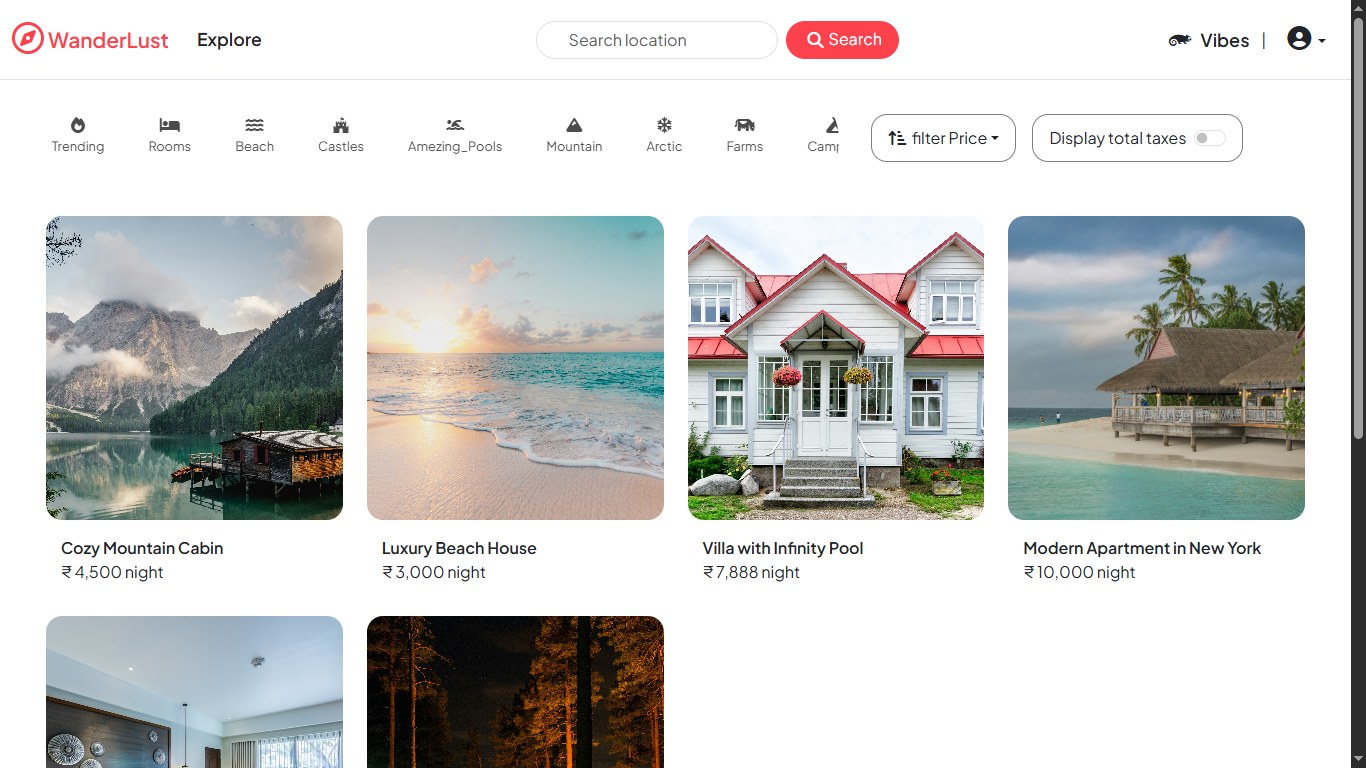 WanderLust Explore Search location Search Vibes |
Trending Rooms Beach Castles Amezing_Pools Mountain Arctic Farms Camp filter Price Display total taxes
Cozy Mountain Cabin Luxury Beach House Villa with Infinity Pool Modern Apartment in New York
₹ 4,500 night ₹ 3,000 night ₹ 7,888 night ₹ 10,000 night